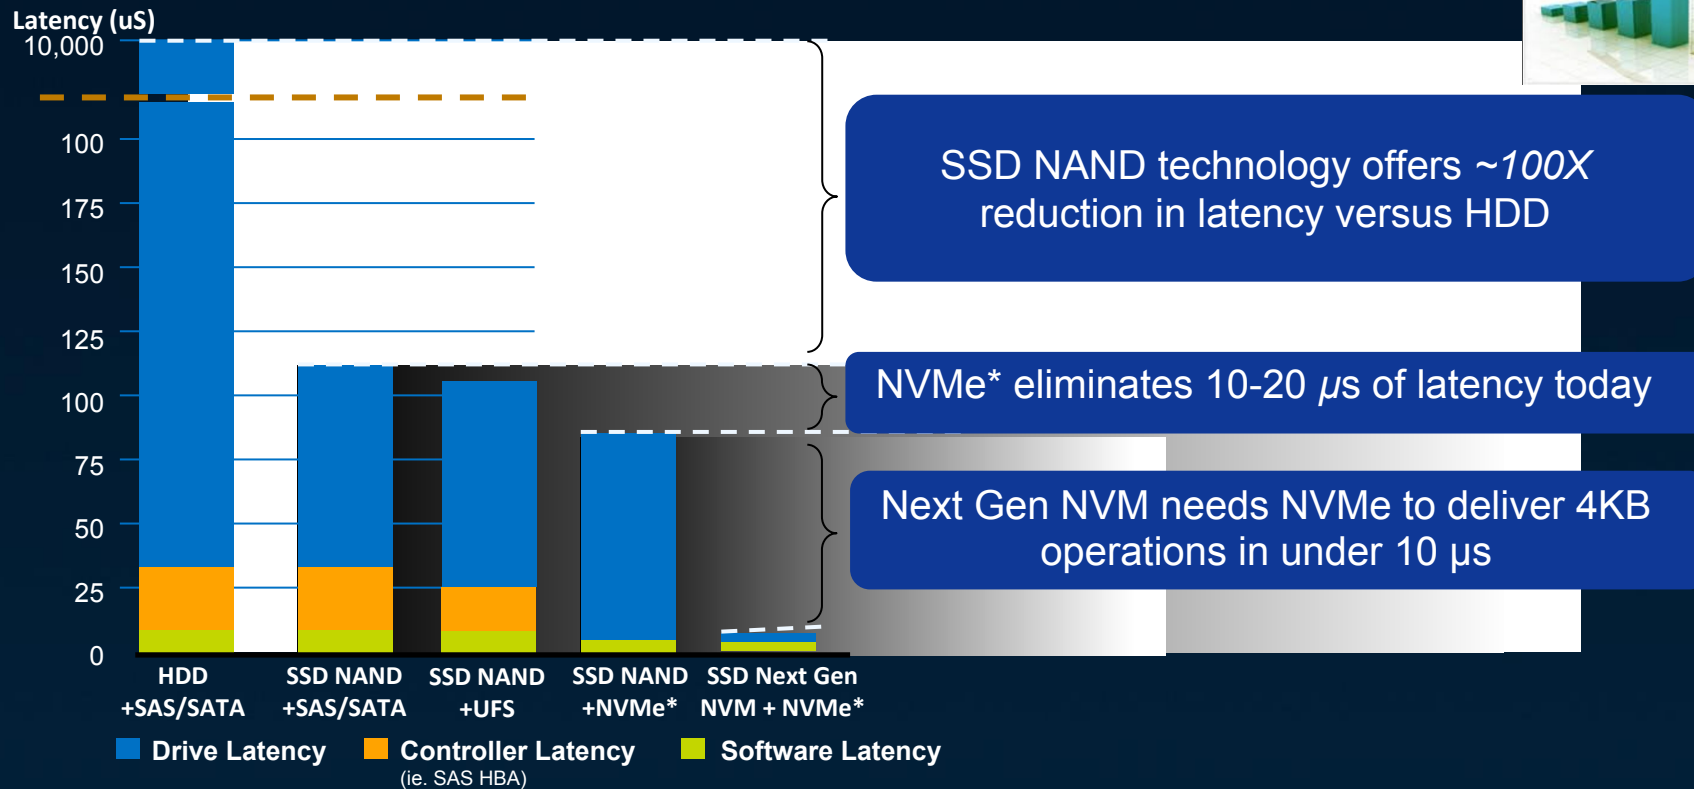 Latency (uS)
10,000
100
175
150
125
100
75
50
25
0
SSD NAND technology offers ~100X
reduction in latency versus HDD
NVMe* eliminates 10-20 µs of latency today
Next Gen NVM needs NVMe to deliver 4KB
operations in under 10 µs
HDD
+SAS/SATA
SSD NAND
+SAS/SATA
SSD NAND
+UFS
SSD NAND
+NVMe*
SSD Next Gen
NVM + NVMe*
Drive Latency
Controller Latency
(ie. SAS HBA)
Software Latency